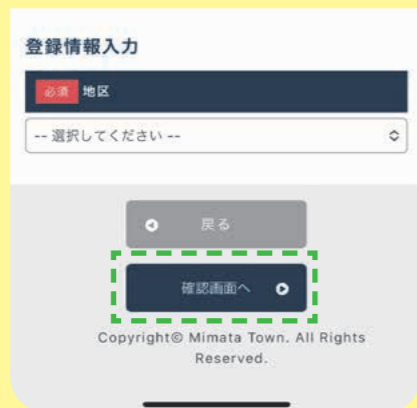 登録情報入力
必須 地区
-- 選択してください --
戻る
確認画面へ
Copyright© Mimata Town. All Rights
Reserved.